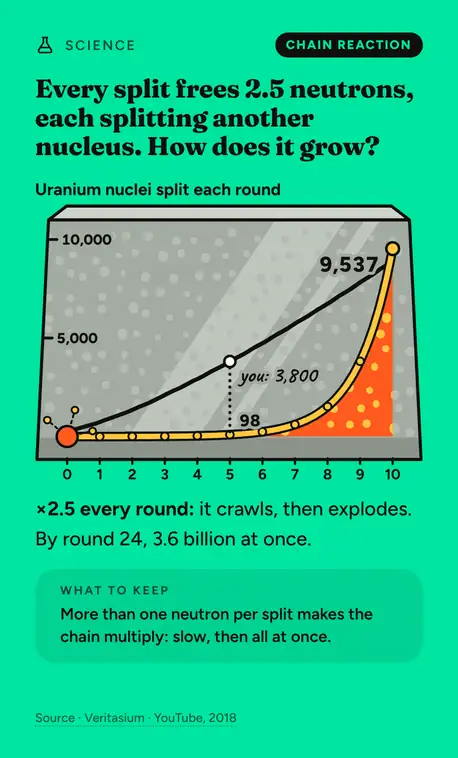 SCIENCE
CHAIN REACTION
Every split frees 2.5 neutrons,
each splitting another
nucleus. How does it grow?
Uranium nuclei split each round
10,000
9,537
5,000
you: 3,800
98
0 1 2 3 4 5 6 7 8 9 10
×2.5 every round: it crawls, then explodes.
By round 24, 3.6 billion at once.
WHAT TO KEEP
More than one neutron per split makes the
chain multiply: slow, then all at once.
Source · Veritasium · YouTube, 2018